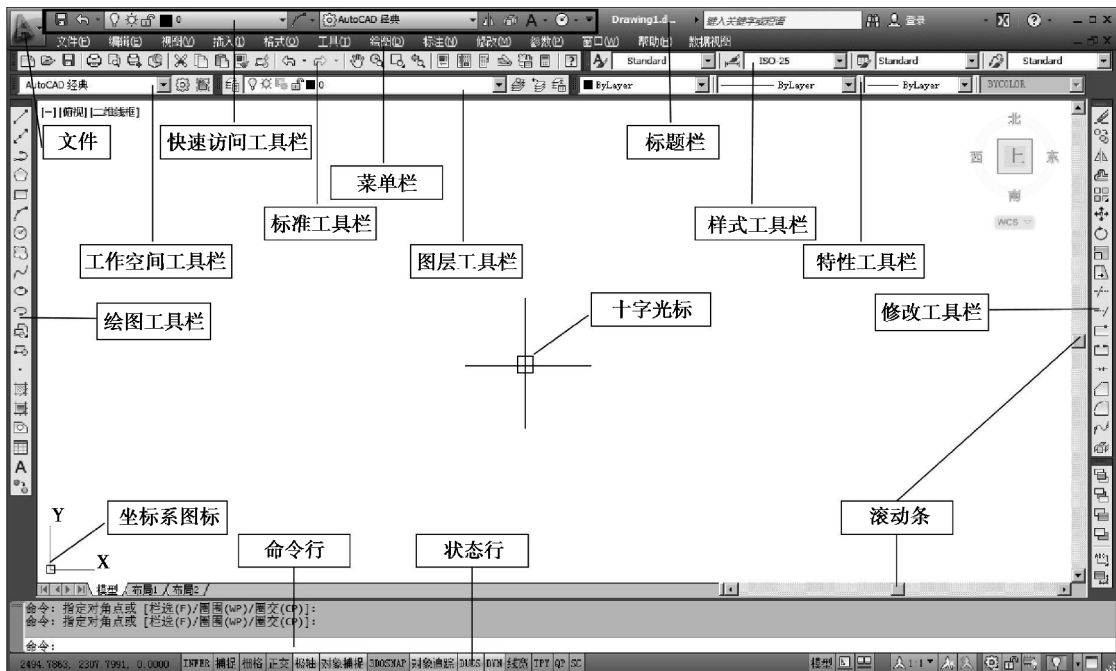 0 AutoCAD 经典 Drawing1.d... 键入关键字或短语 登录
文件(F) 编辑(E) 视图(V) 插入(I) 格式(O) 工具(T) 绘图(D) 标注(N) 修改(M) 参数(P) 窗口(W) 帮助(H) 数据视图
Standard ISO-25 Standard Standard
AutoCAD 经典 0 ByLayer ByLayer ByLayer BYCOLOR
[-][俯视][二维线框]
北
文件 快速访问工具栏 标题栏
西 上 东
菜单栏
南
标准工具栏 样式工具栏
WCS
工作空间工具栏 图层工具栏 特性工具栏
绘图工具栏 十字光标 修改工具栏
A
Y 坐标系图标 滚动条
X 命令行 状态行
模型 布局1 布局2
命令: 指定对角点或 [栏选(F)/圈围(WP)/圈交(CP)]:
命令: 指定对角点或 [栏选(F)/圈围(WP)/圈交(CP)]:
命令:
2494.7863, 2307.7991, 0.0000 INFER 捕捉 栅格 正交 极轴 对象捕捉 3DOSNAP 对象追踪 DUCS DYN 线宽 TPY QP SC 模型 1:1